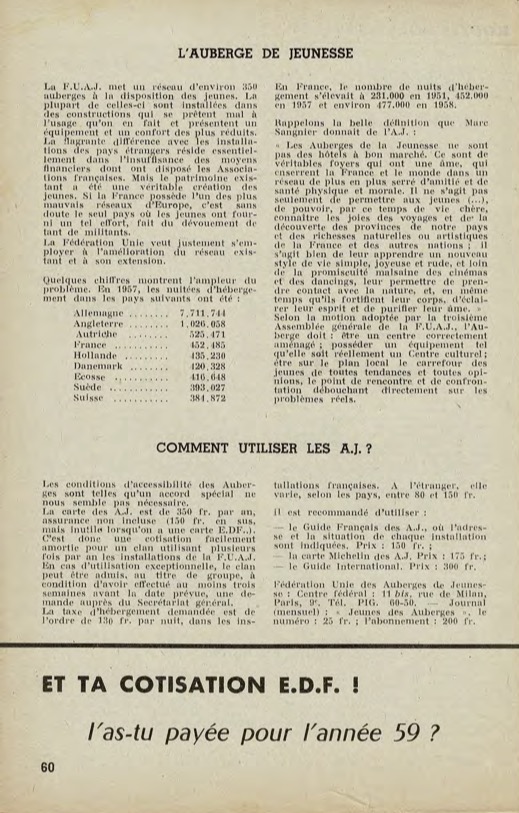 L'AUBERGE DE JEUNESSE
La F.U.A.J. met un réseau d'environ 350
auberges à la disposition des jeunes. La
plupart de celles-ci sont installées dans
des constructions qui se prêtent mal à
l'usage qu'on en fait et présentent un
équipement et un confort des plus réduits.
La flagrante différence avec les installa-
tions des pays étrangers réside essentiel-
lement dans l'insuffisance des moyens
financiers dont ont disposé les Associa-
tions françaises. Mais le patrimoine exis-
tant a été une véritable création des
jeunes. Si la France possède l'un des plus
mauvais réseaux d'Europe, c'est sans
doute le seul pays où les jeunes ont four-
ni un tel effort, fait du dévouement de
tant de militants.
La Fédération Unie veut justement s'em-
ployer à l'amélioration du réseau exis-
tant et à son extension.
Quelques chiffres montrent l'ampleur du
problème. En 1957, les nuitées d'héberge-
ment dans les pays suivants ont été :
Allemagne ........ 7,711.744
Angleterre ........ 1.026.058
Autriche ........ 525.471
France .......... 452.485
Hollande ........ 435.230
Danemark ........ 420.328
Ecosse .......... 416.648
Suède ........... 393.027
Suisse .......... 384.872
En France, le nombre de nuits d'héber-
gement s'élevait à 231.000 en 1951, 452.000
en 1957 et environ 477.000 en 1958.
Rappelons la belle définition que Marc
Sangnier donnait de l'A.J. :
« Les Auberges de la Jeunesse ne sont
pas des hôtels à bon marché. Ce sont de
véritables foyers qui ont une âme, qui
enserrent la France et le monde dans un
réseau de plus en plus serré d'amitié et de
santé physique et morale. Il ne s'agit pas
seulement de permettre aux jeunes (...),
de pouvoir, par ce temps de vie chère,
connaître les joies des voyages et de la
découverte des provinces de notre pays
et des richesses naturelles ou artistiques
de la France et des autres nations ; il
s'agit bien de leur apprendre un nouveau
style de vie simple, joyeuse et rude, et loin
de la promiscuité malsaine des cinémas
et des dancings, leur permettre de pren-
dre contact avec la nature, et, en même
temps qu'ils fortifient leur corps, d'éclai-
rer leur esprit et de purifier leur âme. »
Selon la motion adoptée par la troisième
Assemblée générale de la F.U.A.J., l'Au-
berge doit : être un centre correctement
aménagé ; posséder un équipement tel
qu'elle soit réellement un Centre culturel ;
être sur le plan local le carrefour des
jeunes de toutes tendances et toutes opi-
nions, le point de rencontre et de confron-
tation débouchant directement sur les
problèmes réels.
COMMENT UTILISER LES A.J. ?
Les conditions d'accessibilité des Auber-
ges sont telles qu'un accord spécial ne
nous semble pas nécessaire.
La carte des A.J. est de 350 fr. par an,
assurance non incluse (150 fr. en sus,
mais inutile lorsqu'on a une carte E.DF..).
C'est donc une cotisation facilement
amortie pour un clan utilisant plusieurs
fois par an les installations de la F.U.A.J.
En cas d'utilisation exceptionnelle, le clan
peut être admis, au titre de groupe, à
condition d'avoir effectué au moins trois
semaines avant la date prévue, une de-
mande auprès du Secrétariat général.
La taxe d'hébergement demandée est de
l'ordre de 130 fr. par nuit, dans les ins-
tallations françaises. A l'étranger, elle
varie, selon les pays, entre 80 et 150 fr.
Il est recommandé d'utiliser :
— le Guide Français des A.J., où l'adres-
se et la situation de chaque installation
sont indiquées. Prix : 150 fr. ;
— la carte Michelin des A.J. Prix : 175 fr.;
— le Guide International. Prix : 300 fr.
Fédération Unie des Auberges de Jeunes-
se : Centre fédéral : 11 bis, rue de Milan,
Paris, 9e. Tél. PIG. 60-50. — Journal
(mensuel) : « Jeunes des Auberges », le
numéro : 25 fr. ; l'abonnement : 200 fr.
ET TA COTISATION E.D.F. !
l'as-tu payée pour l'année 59 ?
60